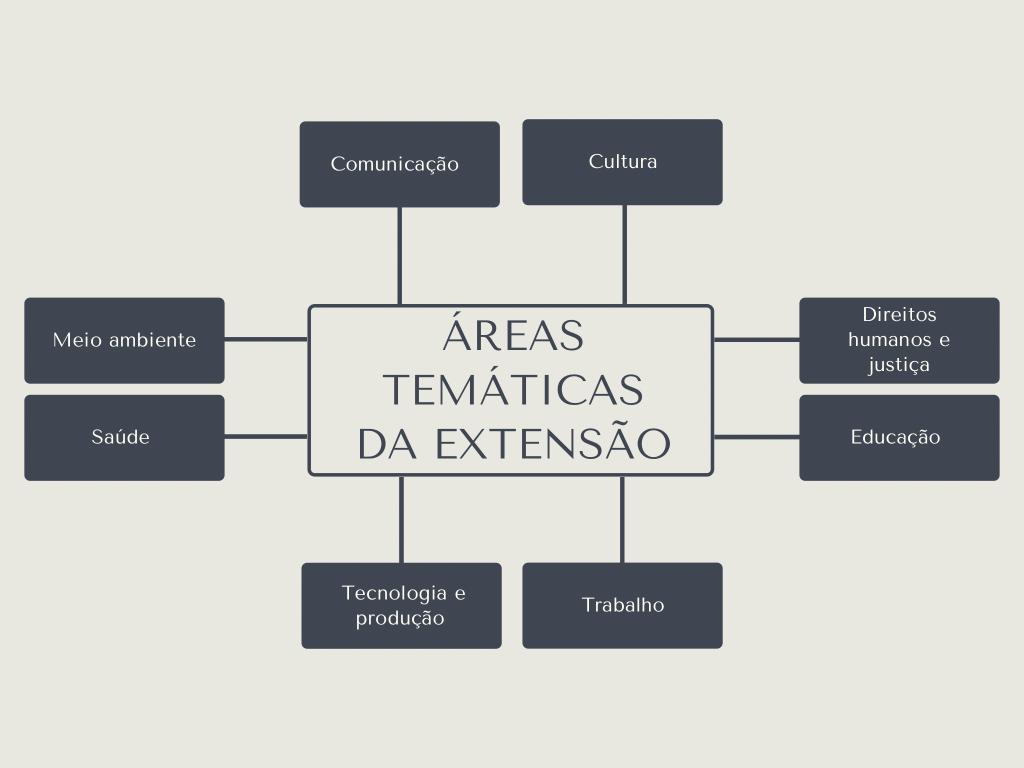 Comunicação
Cultura
Meio ambiente
ÁREAS
TEMÁTICAS
DA EXTENSÃO
Direitos
humanos e
justiça
Saúde
Educação
Tecnologia e
produção
Trabalho